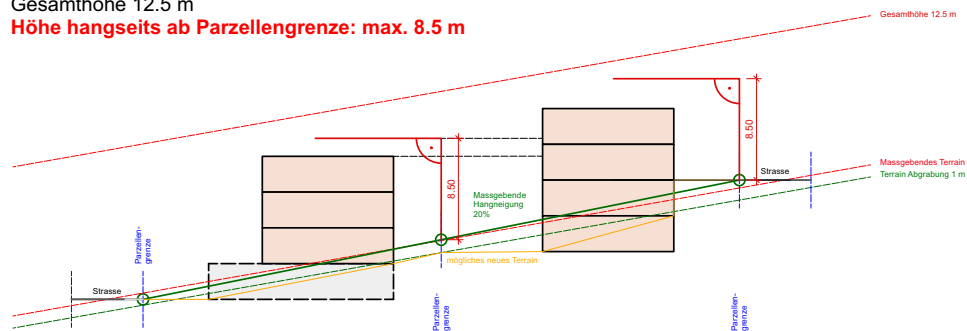 Gesamthöhe 12.5 m
Höhe hangseits ab Parzellengrenze: max. 8.5 m
Gesamthöhe 12.5 m
8.50
Strasse
Massgebendes Terrain
Terrain Abgrabung 1 m
8.50
Massgebende
Hangneigung
20%
Parzellen-
grenze
mögliches neues Terrain
Strasse
Parzellen-
grenze
Parzellen-
grenze